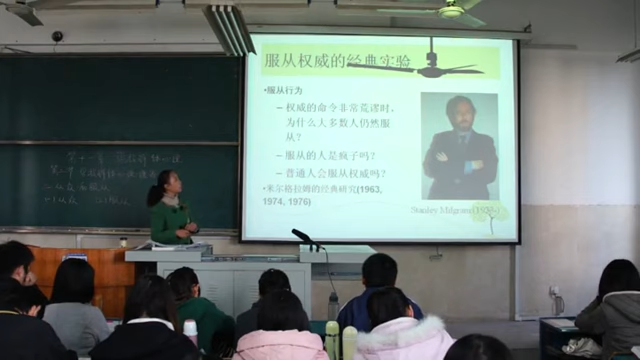 服从权威的经典实验
•服从行为
– 权威的命令非常荒谬时，
为什么大多数人仍然服
从？
– 服从的人是疯子吗？
– 普通人会服从权威吗？
•米尔格拉姆的经典研究(1963,
1974, 1976)
Stanley Milgram